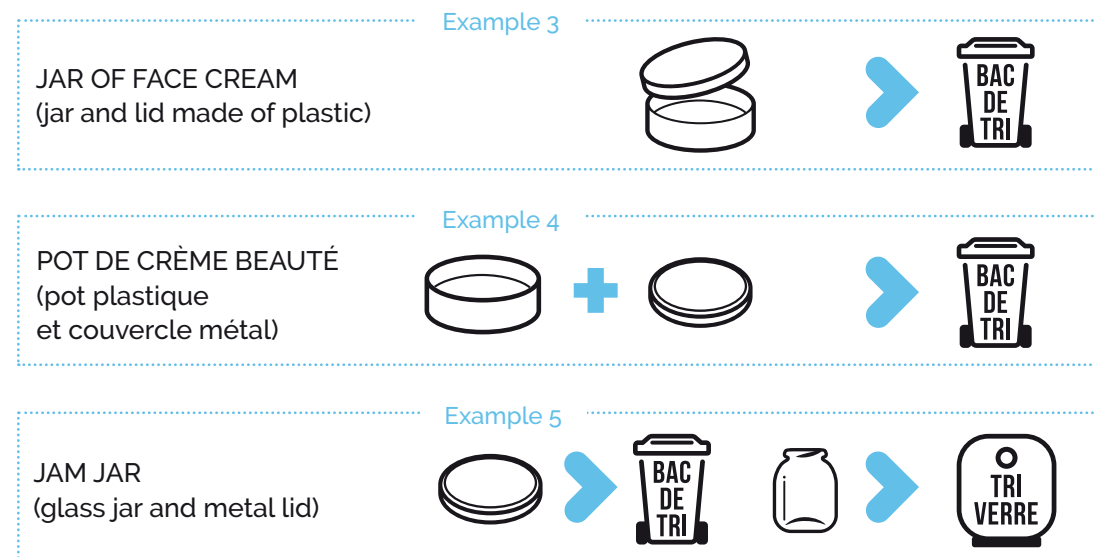 Example 3
JAR OF FACE CREAM
(jar and lid made of plastic)
BAC
DE
TRI
Example 4
POT DE CRÈME BEAUTÉ
(pot plastique
et couvercle métal)
BAC
DE
TRI
Example 5
JAM JAR
(glass jar and metal lid)
BAC
DE
TRI
TRI
VERRE